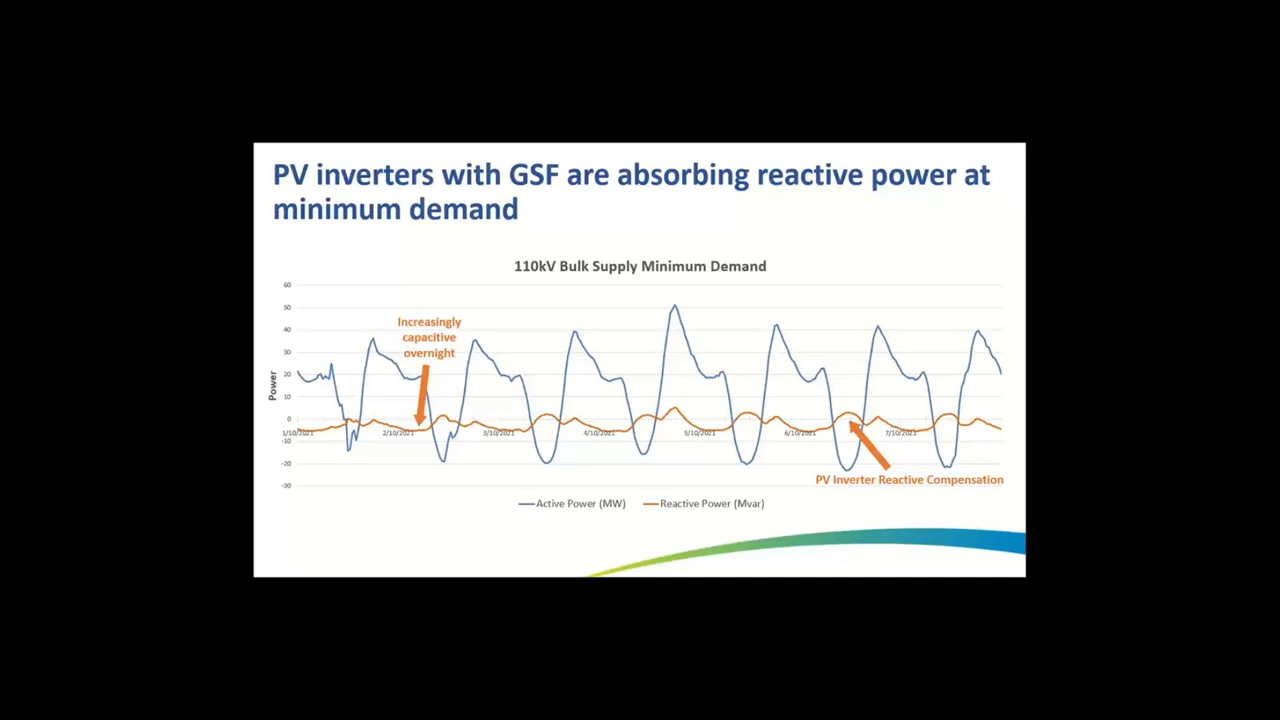 PV inverters with GSF are absorbing reactive power at
minimum demand
110kV Bulk Supply Minimum Demand
60
50
40
30
20
10
0
-10
-20
-30
Power
Increasingly
capacitive
overnight
1/10/2021
2/10/2021
3/10/2021
4/10/2021
5/10/2021
6/10/2021
7/10/2021
PV Inverter Reactive Compensation
Active Power (MW)
Reactive Power (Mvar)